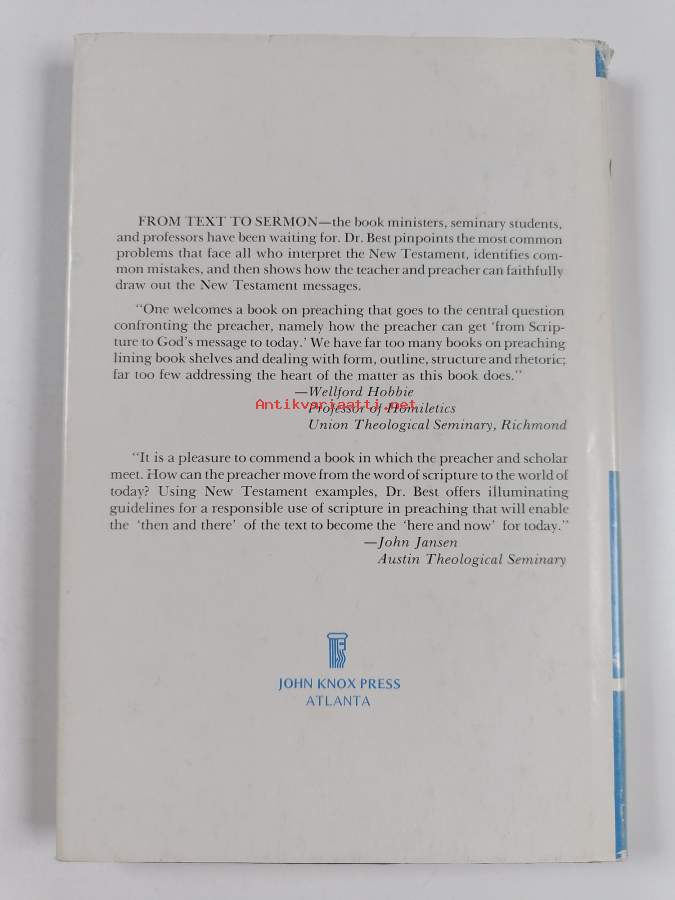 FROM TEXT TO SERMON—the book ministers, seminary students,
and professors have been waiting for. Dr. Best pinpoints the most common
problems that face all who interpret the New Testament, identifies com-
mon mistakes, and then shows how the teacher and preacher can faithfully
draw out the New Testament messages.
"One welcomes a book on preaching that goes to the central question
confronting the preacher, namely how the preacher can get 'from Scrip-
ture to God's message to today.' We have far too many books on preaching
lining book shelves and dealing with form, outline, structure and rhetoric;
far too few addressing the heart of the matter as this book does."
—Wellford Hobbie
Antikvariaatti.net
Professor of Homiletics
Union Theological Seminary, Richmond
"It is a pleasure to commend a book in which the preacher and scholar
meet. How can the preacher move from the word of scripture to the world of
today? Using New Testament examples, Dr. Best offers illuminating
guidelines for a responsible use of scripture in preaching that will enable
the 'then and there' of the text to become the 'here and now' for today."
—John Jansen
Austin Theological Seminary
JOHN KNOX PRESS
ATLANTA